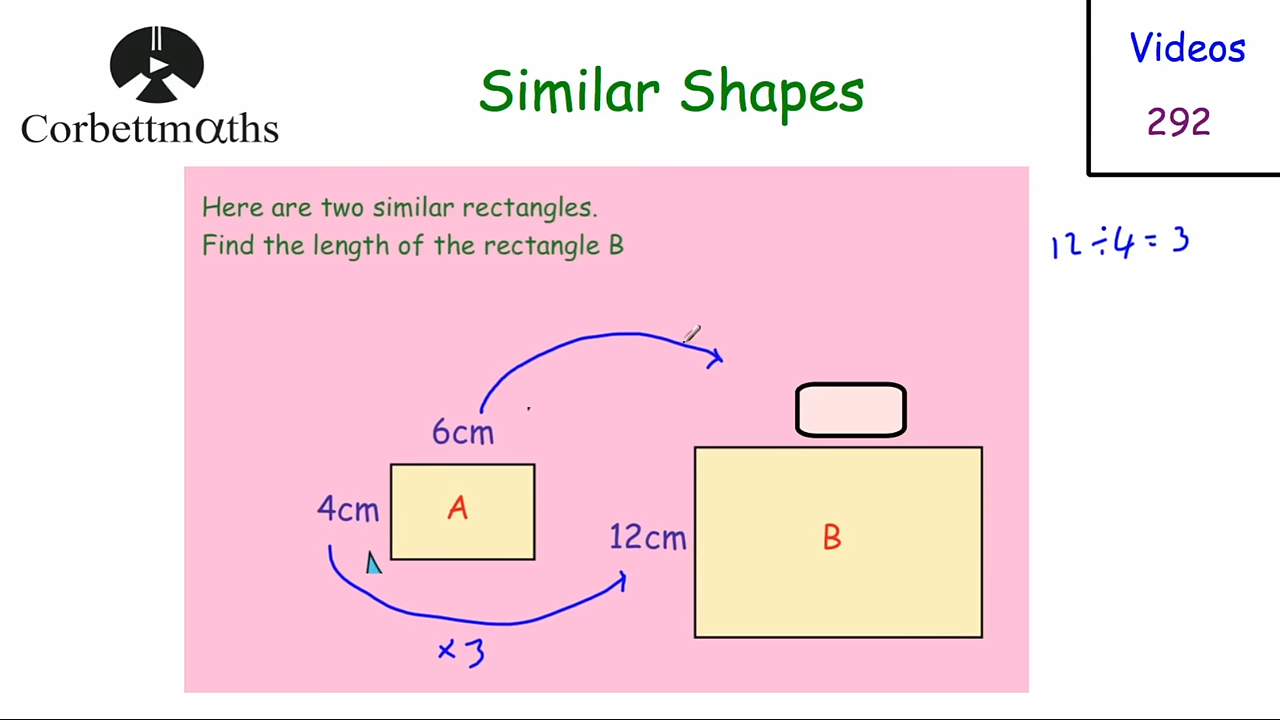 Corbettmαths
Similar Shapes
Videos
292
Here are two similar rectangles.
Find the length of the rectangle B
12 ÷ 4 = 3
6cm
4cm
A
12cm
B
× 3